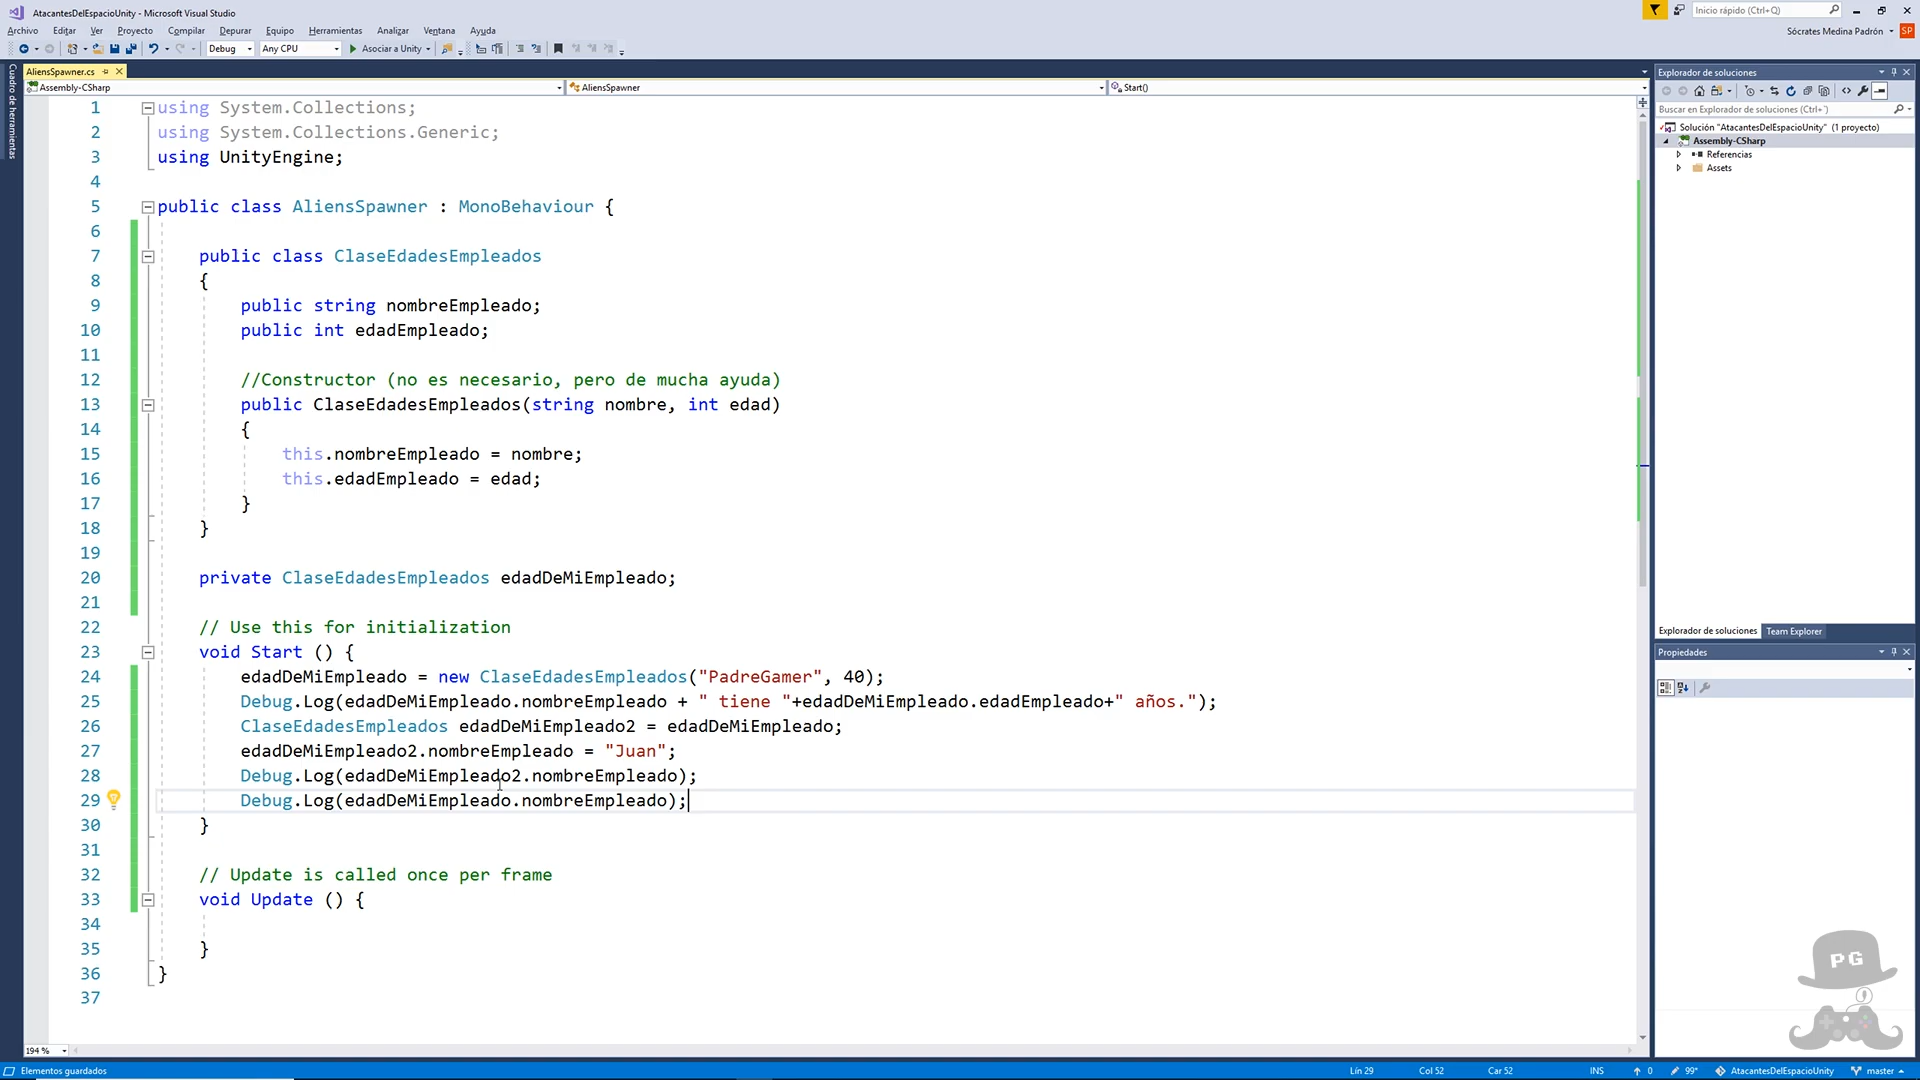 AtacantesDelEspacioUnity - Microsoft Visual Studio
Inicio rápido (Ctrl+Q)
Archivo Editar Ver Proyecto Compilar Depurar Equipo Herramientas Analizar Ventana Ayuda
Sócrates Medina Padrón
SP
Debug Any CPU Asociar a Unity
Cuadro de herramientas
AliensSpawner.cs
Assembly-CSharp AliensSpawner Start()
1 using System.Collections;
2 using System.Collections.Generic;
3 using UnityEngine;
4
5 public class AliensSpawner : MonoBehaviour {
6
7 public class ClaseEdadesEmpleados
8 {
9 public string nombreEmpleado;
10 public int edadEmpleado;
11
12 //Constructor (no es necesario, pero de mucha ayuda)
13 public ClaseEdadesEmpleados(string nombre, int edad)
14 {
15 this.nombreEmpleado = nombre;
16 this.edadEmpleado = edad;
17 }
18 }
19
20 private ClaseEdadesEmpleados edadDeMiEmpleado;
21
22 // Use this for initialization
23 void Start () {
24 edadDeMiEmpleado = new ClaseEdadesEmpleados("PadreGamer", 40);
25 Debug.Log(edadDeMiEmpleado.nombreEmpleado + " tiene "+edadDeMiEmpleado.edadEmpleado+" años.");
26 ClaseEdadesEmpleados edadDeMiEmpleado2 = edadDeMiEmpleado;
27 edadDeMiEmpleado2.nombreEmpleado = "Juan";
28 Debug.Log(edadDeMiEmpleado2.nombreEmpleado);
29 Debug.Log(edadDeMiEmpleado.nombreEmpleado);
30 }
31
32 // Update is called once per frame
33 void Update () {
34
35 }
36 }
37
194 %
Explorador de soluciones
Buscar en Explorador de soluciones (Ctrl+´)
Solución "AtacantesDelEspacioUnity" (1 proyecto)
Assembly-CSharp
Referencias
Assets
Explorador de soluciones Team Explorer
Propiedades
PG
Elementos guardados Lín 29 Col 52 Car 52 INS 0 99* AtacantesDelEspacioUnity master